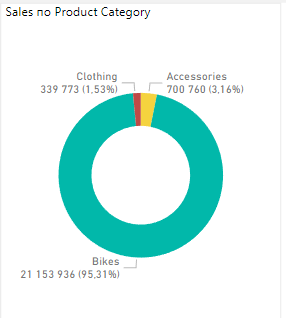 Sales no Product Category
Clothing
339 773 (1,53%)
Accessories
700 760 (3,16%)
Bikes
21 153 936 (95,31%)